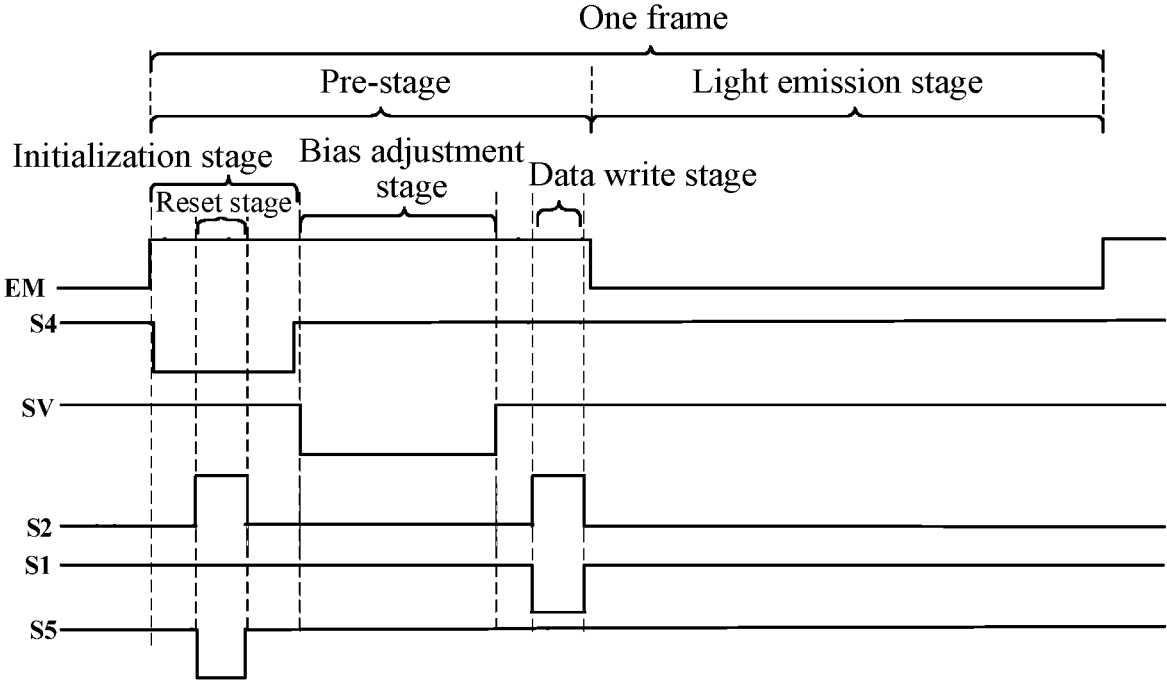 One frame
Pre-stage
Light emission stage
Initialization stage
Bias adjustment
stage
Data write stage
Reset stage
EM
S4
SV
S2
S1
S5